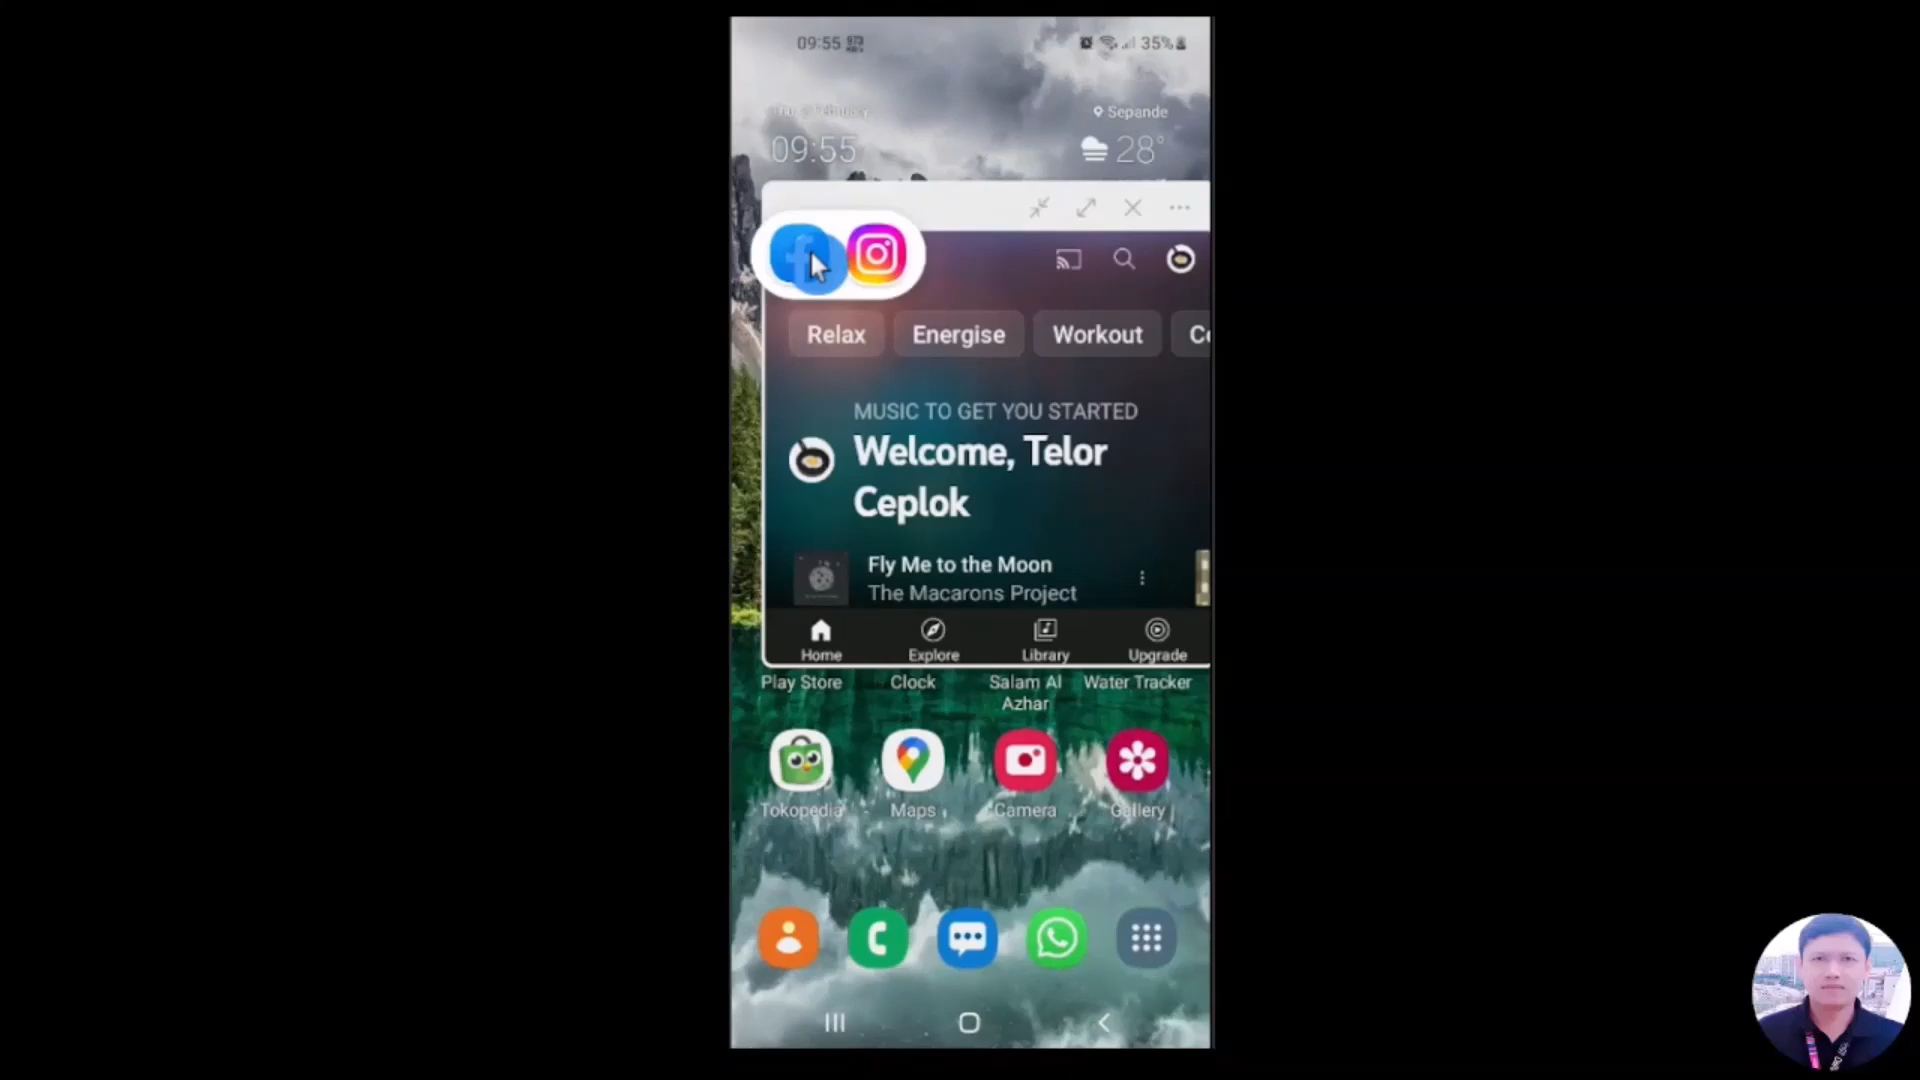 09:55
35%
Sepande
09:55
28°
Relax
Energise
Workout
MUSIC TO GET YOU STARTED
Welcome, Telor
Ceplok
Fly Me to the Moon
The Macarons Project
Home
Explore
Library
Upgrade
Play Store
Clock
Salam Al
Azhar
Water Tracker
Tokopedia
Maps
Camera
Gallery